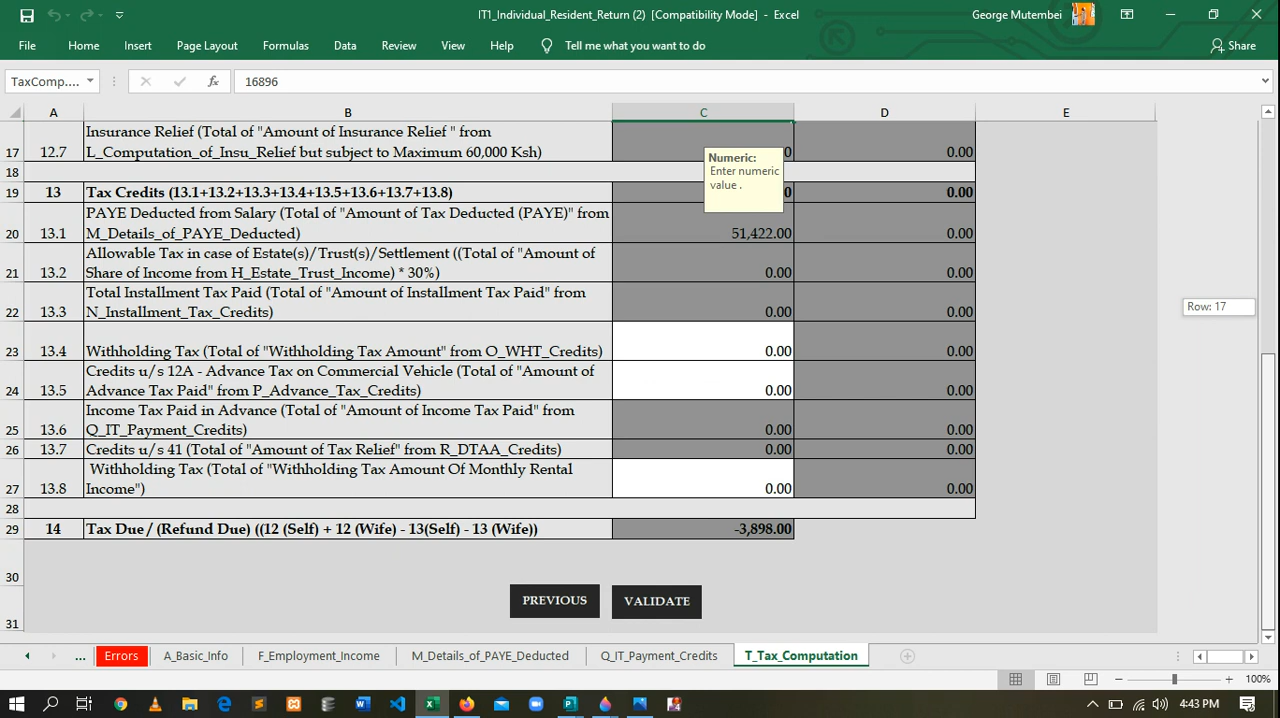 IT1_Individual_Resident_Return (2) [Compatibility Mode] - Excel
George Mutembei
File Home Insert Page Layout Formulas Data Review View Help Tell me what you want to do Share
TaxComp.... fx 16896
A B C D E
17 12.7 Insurance Relief (Total of "Amount of Insurance Relief " from
L_Computation_of_Insu_Relief but subject to Maximum 60,000 Ksh) 0 0.00
Numeric:
Enter numeric
value .
18
19 13 Tax Credits (13.1+13.2+13.3+13.4+13.5+13.6+13.7+13.8) 0 0.00
20 13.1 PAYE Deducted from Salary (Total of "Amount of Tax Deducted (PAYE)" from
M_Details_of_PAYE_Deducted) 51,422.00 0.00
21 13.2 Allowable Tax in case of Estate(s)/Trust(s)/Settlement ((Total of "Amount of
Share of Income from H_Estate_Trust_Income) * 30%) 0.00 0.00
22 13.3 Total Installment Tax Paid (Total of "Amount of Installment Tax Paid" from
N_Installment_Tax_Credits) 0.00 0.00
Row: 17
23 13.4 Withholding Tax (Total of "Withholding Tax Amount" from O_WHT_Credits) 0.00 0.00
24 13.5 Credits u/s 12A - Advance Tax on Commercial Vehicle (Total of "Amount of
Advance Tax Paid" from P_Advance_Tax_Credits) 0.00 0.00
25 13.6 Income Tax Paid in Advance (Total of "Amount of Income Tax Paid" from
Q_IT_Payment_Credits) 0.00 0.00
26 13.7 Credits u/s 41 (Total of "Amount of Tax Relief" from R_DTAA_Credits) 0.00 0.00
27 13.8 Withholding Tax (Total of "Withholding Tax Amount Of Monthly Rental
Income") 0.00 0.00
28
29 14 Tax Due / (Refund Due) ((12 (Self) + 12 (Wife) - 13(Self) - 13 (Wife)) -3,898.00
30
31
PREVIOUS VALIDATE
... Errors A_Basic_Info F_Employment_Income M_Details_of_PAYE_Deducted Q_IT_Payment_Credits T_Tax_Computation
100%
4:43 PM